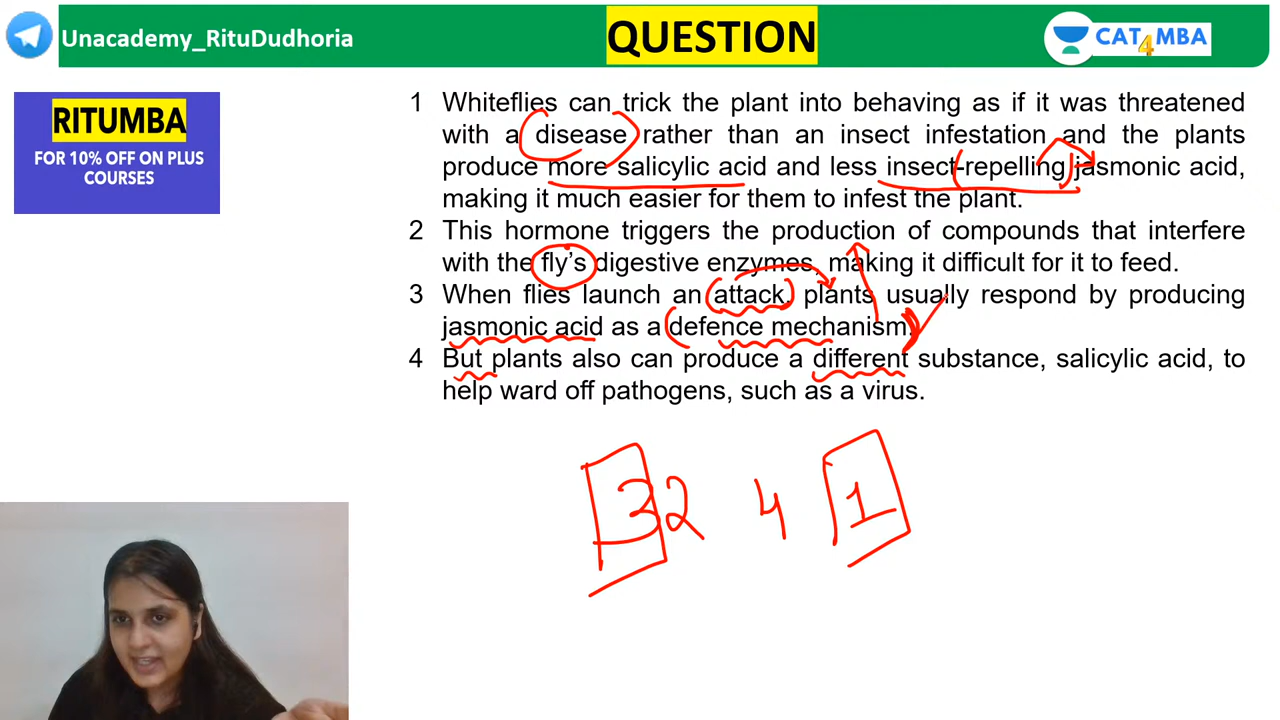 Unacademy_RituDudhoria
QUESTION
CAT4MBA
RITUMBA
FOR 10% OFF ON PLUS
COURSES
1 Whiteflies can trick the plant into behaving as if it was threatened
with a disease rather than an insect infestation and the plants
produce more salicylic acid and less insect-repelling jasmonic acid,
making it much easier for them to infest the plant.
2 This hormone triggers the production of compounds that interfere
with the fly's digestive enzymes, making it difficult for it to feed.
3 When flies launch an attack, plants usually respond by producing
jasmonic acid as a defence mechanism.
4 But plants also can produce a different substance, salicylic acid, to
help ward off pathogens, such as a virus.
3 2 4 1